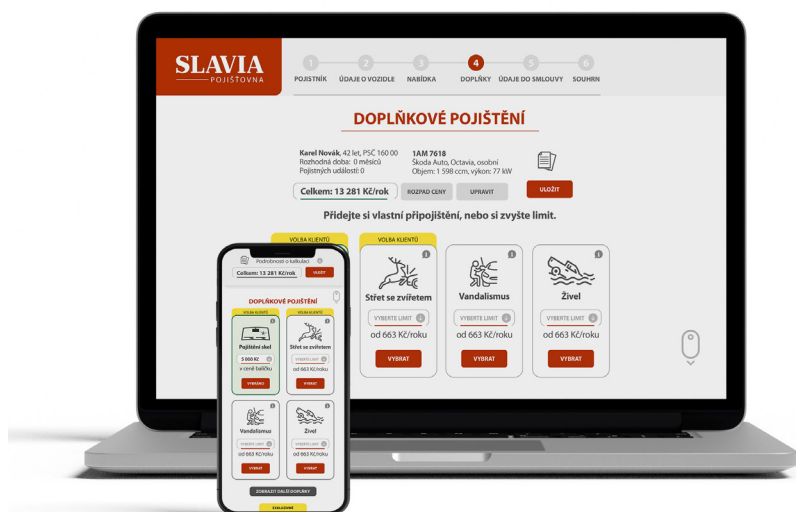 SLAVIA
POJIŠŤOVNA
1 2 3 4 5 6
POJISTNÍK ÚDAJE O VOZIDLE NABÍDKA DOPLŇKY ÚDAJE DO SMLOUVY SOUHRN
DOPLŇKOVÉ POJIŠTĚNÍ
Karel Novák, 42 let, PSČ 160 00
Rozhodná doba: 0 měsíců
Pojistných událostí: 0
1AM 7618
Škoda Auto, Octavia, osobní
Objem: 1 598 ccm, výkon: 77 kW
Celkem: 13 281 Kč/rok
ROZPAD CENY
UPRAVIT
ULOŽIT
Přidejte si vlastní připojištění, nebo si zvyšte limit.
VOLBA KLIENTŮ
VOLBA KLIENTŮ
Střet se zvířetem
VYBERTE LIMIT
od 663 Kč/roku
VYBRAT
Vandalismus
VYBERTE LIMIT
od 663 Kč/roku
VYBRAT
Živel
VYBERTE LIMIT
od 663 Kč/roku
VYBRAT
Podrobnosti o kalkulaci
Celkem: 13 281 Kč/rok
ULOŽIT
DOPLŇKOVÉ POJIŠTĚNÍ
VOLBA KLIENTŮ
Pojištění skel
5 000 Kč
v ceně balíčku
VYBRÁNO
VOLBA KLIENTŮ
Střet se zvířetem
VYBERTE LIMIT
od 663 Kč/roku
VYBRAT
Vandalismus
VYBERTE LIMIT
od 663 Kč/roku
VYBRAT
Živel
VYBERTE LIMIT
od 663 Kč/roku
VYBRAT
ZOBRAZIT DALŠÍ DOPLŇKY